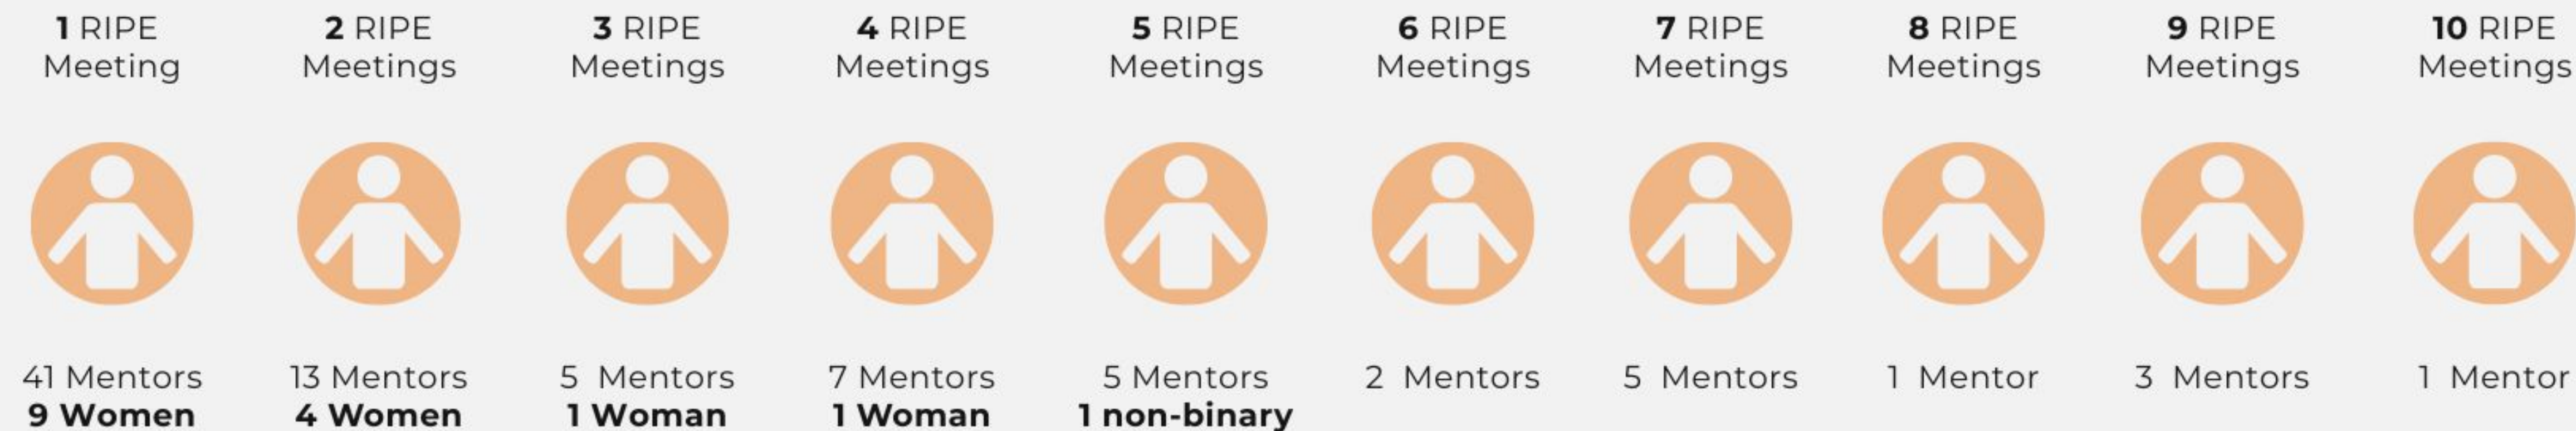 1 RIPE
Meeting
2 RIPE
Meetings
3 RIPE
Meetings
4 RIPE
Meetings
5 RIPE
Meetings
6 RIPE
Meetings
7 RIPE
Meetings
8 RIPE
Meetings
9 RIPE
Meetings
10 RIPE
Meetings
41 Mentors
9 Women
13 Mentors
4 Women
5 Mentors
1 Woman
7 Mentors
1 Woman
5 Mentors
1 non-binary
2 Mentors
5 Mentors
1 Mentor
3 Mentors
1 Mentor